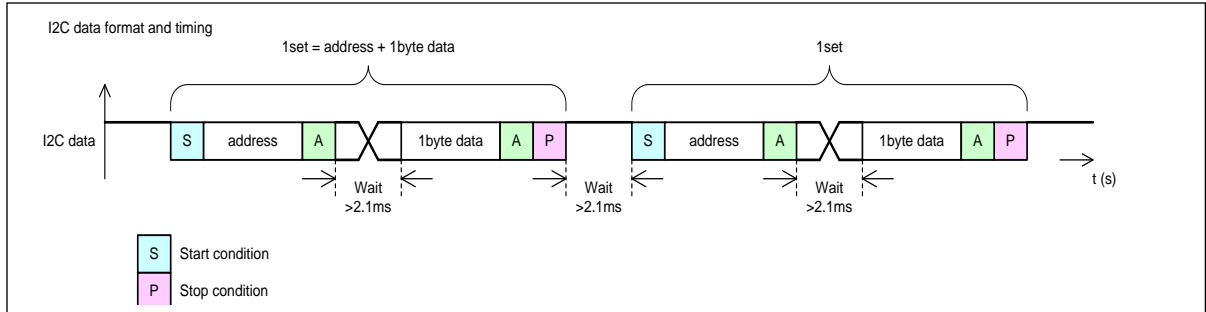 I2C data format and timing
1set = address + 1byte data
1set
I2C data
S address A 1byte data A P S address A 1byte data A P
t (s)
Wait
>2.1ms
Wait
>2.1ms
Wait
>2.1ms
S Start condition
P Stop condition